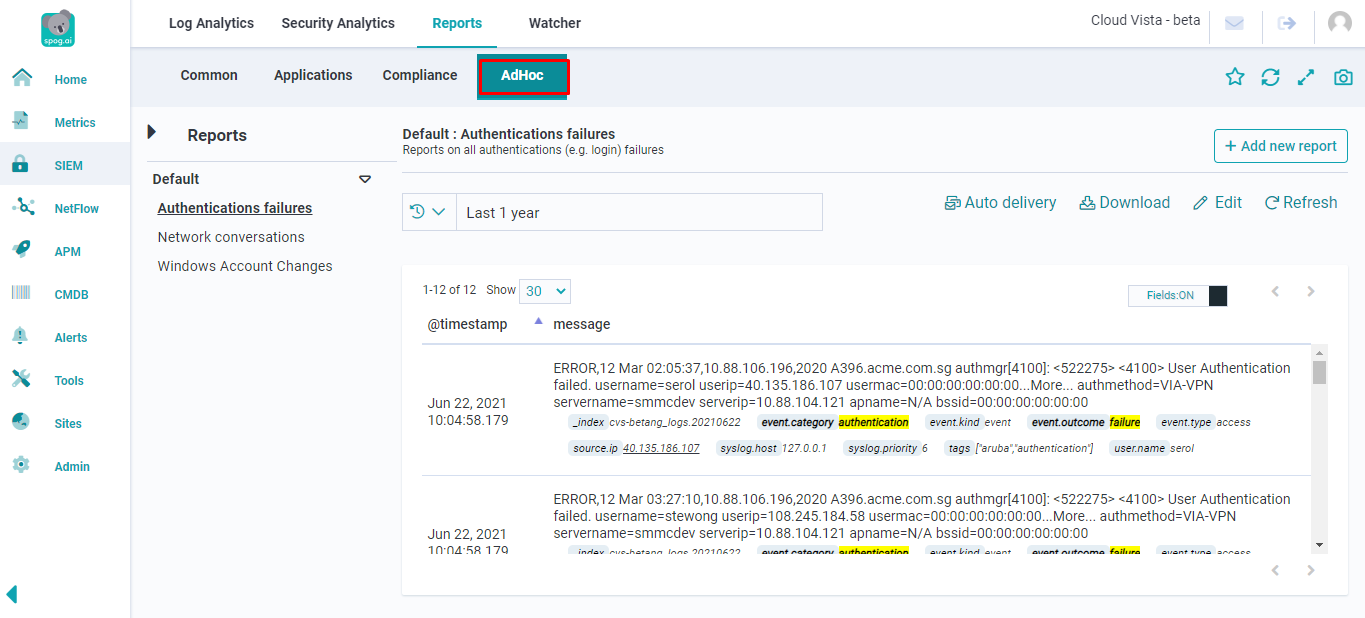 spog.ai
Home
Metrics
SIEM
NetFlow
APM
CMDB
Alerts
Tools
Sites
Admin
Log Analytics Security Analytics Reports Watcher
Cloud Vista - beta
Common Applications Compliance AdHoc
Reports
Default
Authentications failures
Network conversations
Windows Account Changes
Default : Authentications failures
Reports on all authentications (e.g. login) failures
+ Add new report
Last 1 year
Auto delivery Download Edit Refresh
1-12 of 12 Show 30
Fields:ON
@timestamp message
Jun 22, 2021
10:04:58.179
ERROR,12 Mar 02:05:37,10.88.106.196,2020 A396.acme.com.sg authmgr[4100]: <522275> <4100> User Authentication
failed. username=serol userip=40.135.186.107 usermac=00:00:00:00:00:00...More... authmethod=VIA-VPN
servername=smmcdev serverip=10.88.104.121 apname=N/A bssid=00:00:00:00:00:00
_index cvs-betang_logs.20210622 event.category authentication event.kind event event.outcome failure event.type access
source.ip 40.135.186.107 syslog.host 127.0.0.1 syslog.priority 6 tags ["aruba","authentication"] user.name serol
Jun 22, 2021
10:04:58.179
ERROR,12 Mar 03:27:10,10.88.106.196,2020 A396.acme.com.sg authmgr[4100]: <522275> <4100> User Authentication
failed. username=stewong userip=108.245.184.58 usermac=00:00:00:00:00:00...More... authmethod=VIA-VPN
servername=smmcdev serverip=10.88.104.121 apname=N/A bssid=00:00:00:00:00:00
_index cvs-betang_logs.20210622 event.category authentication event.kind event event.outcome failure event.type access